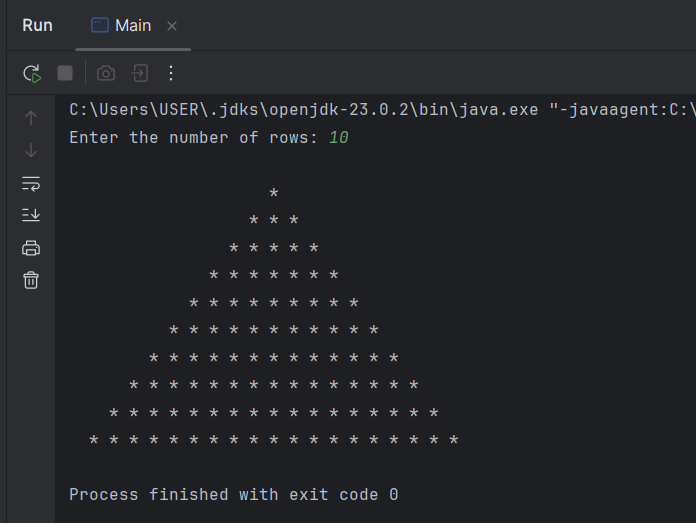 Run Main ×
C:\Users\USER\.jdks\openjdk-23.0.2\bin\java.exe "-javaagent:C:\
Enter the number of rows: 10
*
* * *
* * * * *
* * * * * * *
* * * * * * * * *
* * * * * * * * * * *
* * * * * * * * * * * * *
* * * * * * * * * * * * * * *
* * * * * * * * * * * * * * * * *
* * * * * * * * * * * * * * * * * * *
Process finished with exit code 0